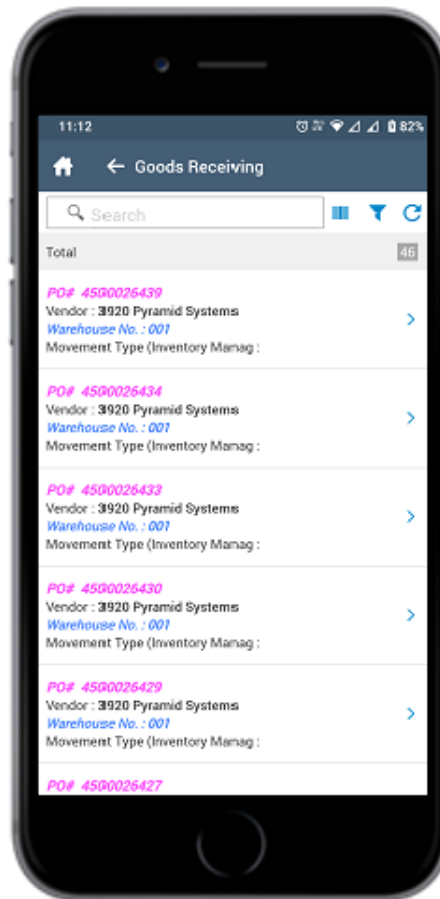 11:12 82%
Goods Receiving
Search
Total 46
PO# 4500026439
Vendor : 3920 Pyramid Systems
Warehouse No. : 001
Movement Type (Inventory Manag :
PO# 4500026434
Vendor : 3920 Pyramid Systems
Warehouse No. : 001
Movement Type (Inventory Manag :
PO# 4500026433
Vendor : 3920 Pyramid Systems
Warehouse No. : 001
Movement Type (Inventory Manag :
PO# 4500026430
Vendor : 3920 Pyramid Systems
Warehouse No. : 001
Movement Type (Inventory Manag :
PO# 4500026429
Vendor : 3920 Pyramid Systems
Warehouse No. : 001
Movement Type (Inventory Manag :
PO# 4500026427